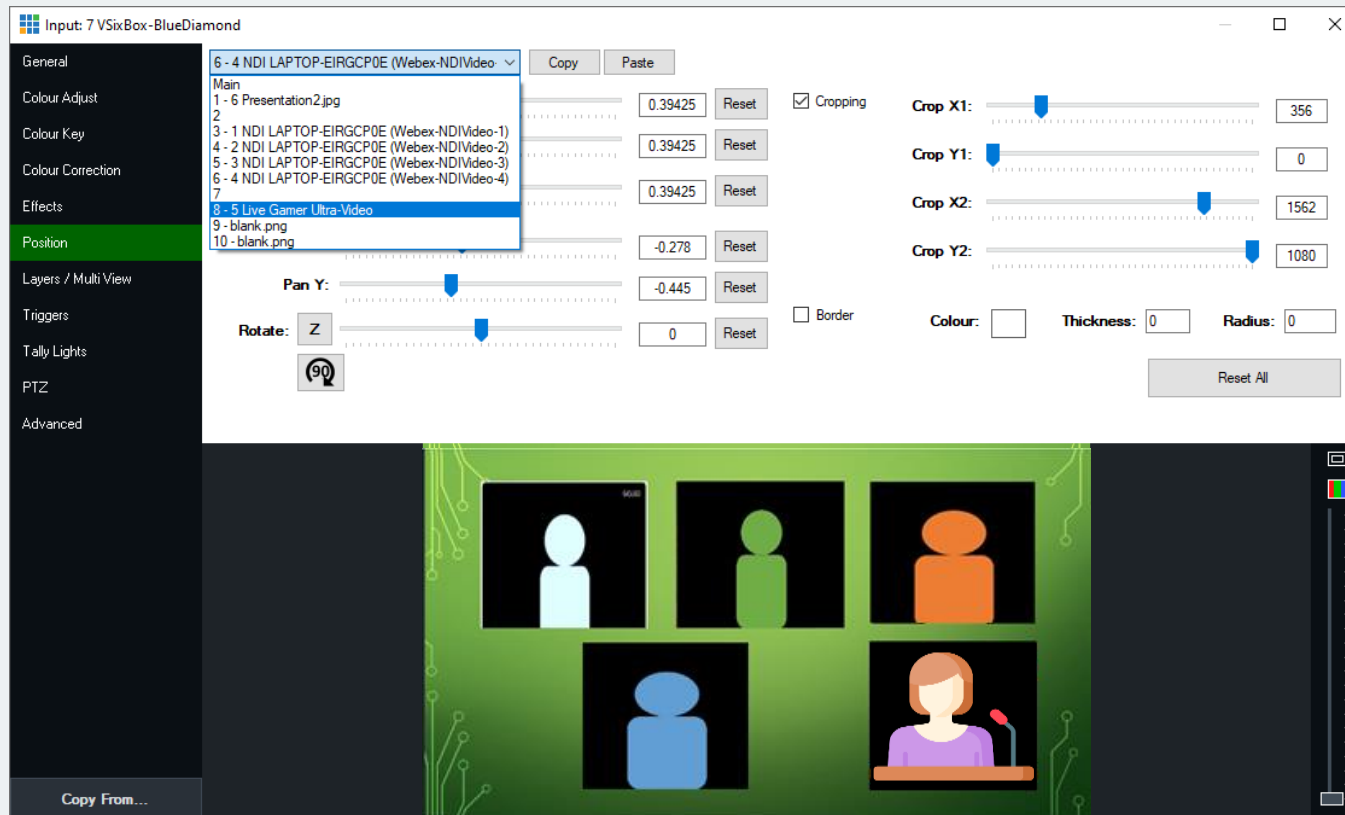 Input: 7 VSixBox-BlueDiamond
General
Colour Adjust
Colour Key
Colour Correction
Effects
Position
Layers / Multi View
Triggers
Tally Lights
PTZ
Advanced
Copy From...
6 - 4 NDI LAPTOP-EIRGCP0E (Webex-NDIVideo-
Copy
Paste
Main
1 - 6 Presentation2.jpg
2
3 - 1 NDI LAPTOP-EIRGCP0E (Webex-NDIVideo-1)
4 - 2 NDI LAPTOP-EIRGCP0E (Webex-NDIVideo-2)
5 - 3 NDI LAPTOP-EIRGCP0E (Webex-NDIVideo-3)
6 - 4 NDI LAPTOP-EIRGCP0E (Webex-NDIVideo-4)
7
8 - 5 Live Gamer Ultra-Video
9 - blank.png
10 - blank.png
0.39425 Reset
0.39425 Reset
0.39425 Reset
-0.278 Reset
Pan Y: -0.445 Reset
Rotate: Z 0 Reset
90
Cropping
Crop X1: 356
Crop Y1: 0
Crop X2: 1562
Crop Y2: 1080
Border
Colour: Thickness: 0 Radius: 0
Reset All